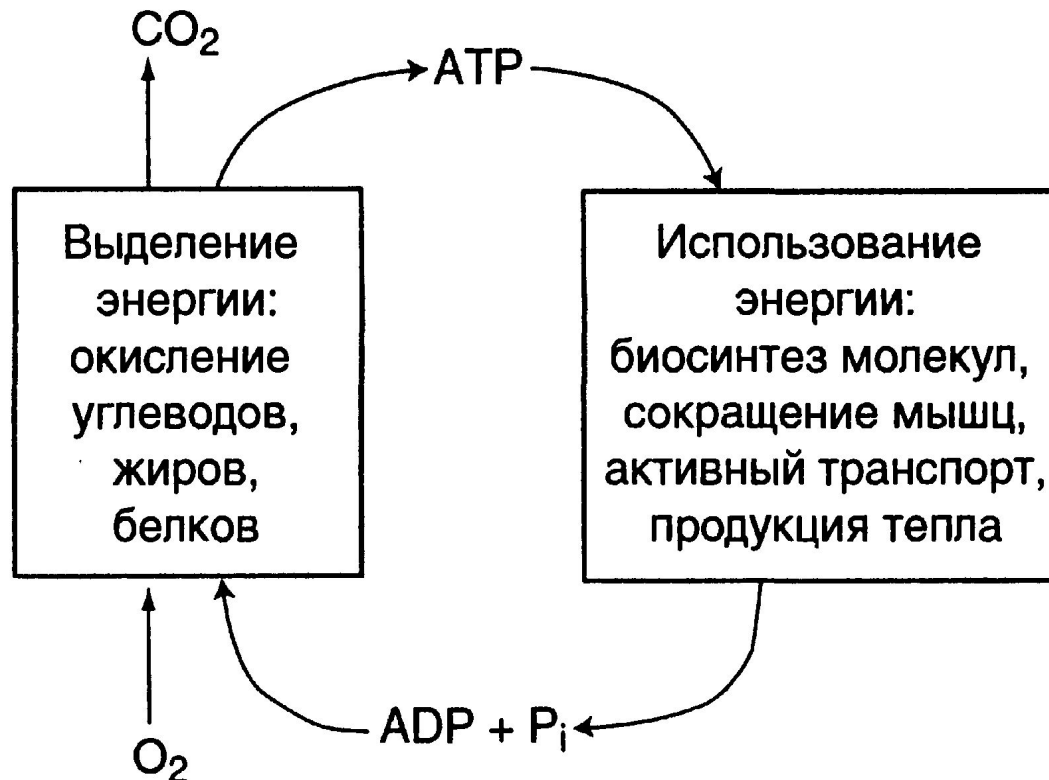 CO₂
ATP
Выделение
энергии:
окисление
углеводов,
жиров,
белков
Использование
энергии:
биосинтез молекул,
сокращение мышц,
активный транспорт,
продукция тепла
ADP + Pᵢ
O₂